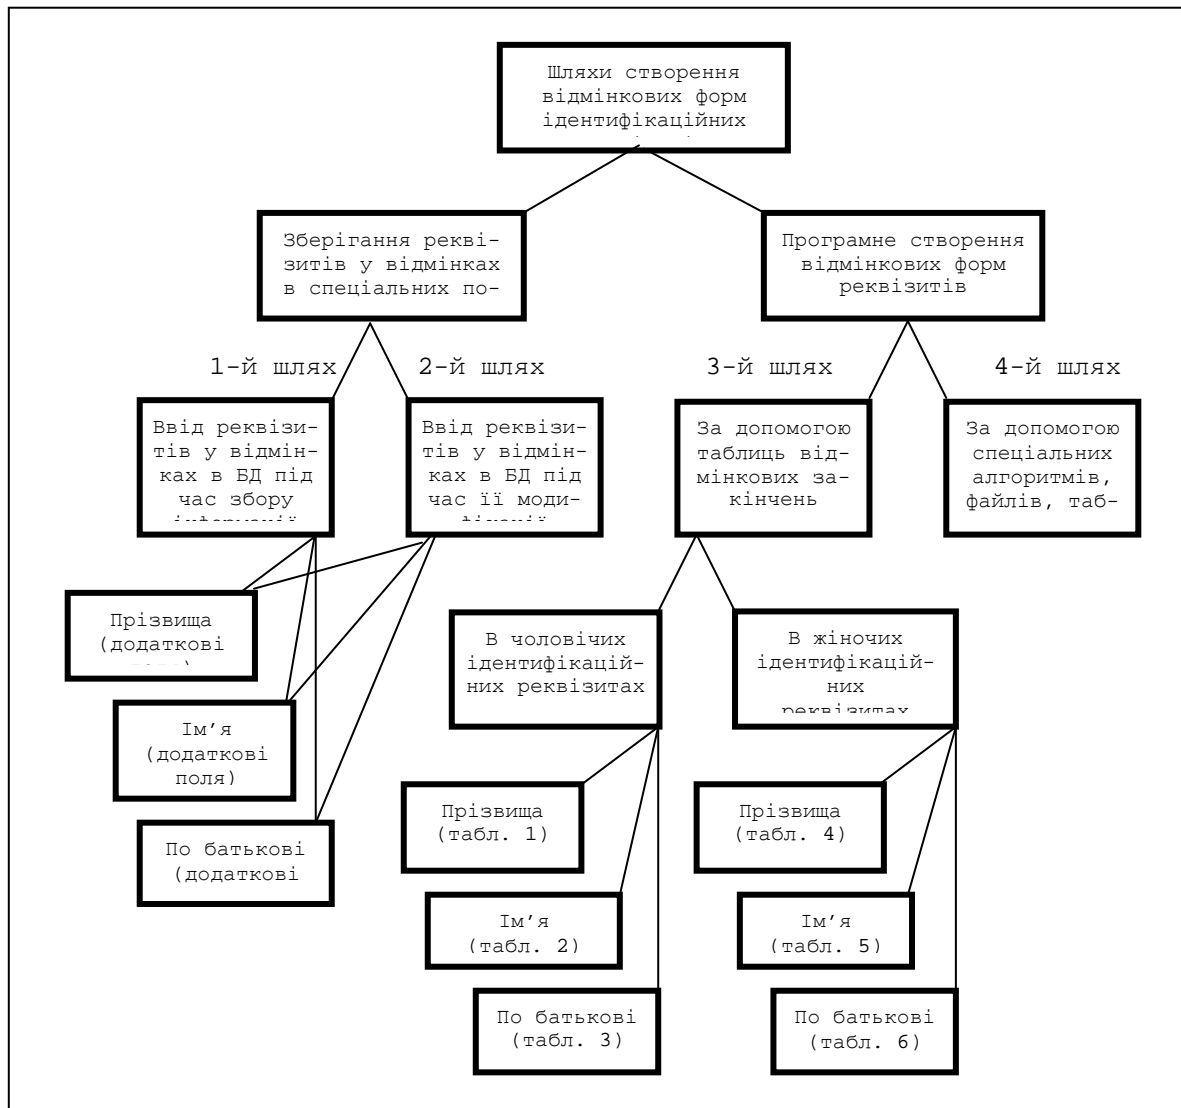 Шляхи створення
відмінкових форм
ідентифікаційних
Зберігання рекві-
зитів у відмінках
в спеціальних по-
Програмне створення
відмінкових форм
реквізитів
1-й шлях
2-й шлях
3-й шлях
4-й шлях
Ввід реквізи-
тів у відмін-
ках в БД під
час збору
інформації
Ввід реквізи-
тів у відмін-
ках в БД під
час її моди-
фікації
За допомогою
таблиць від-
мінкових за-
кінчень
За допомогою
спеціальних
алгоритмів,
файлів, таб-
Прізвища
(додаткові
поля)
Ім’я
(додаткові
поля)
По батькові
(додаткові
В чоловічих
ідентифікацій-
них реквізитах
В жіночих
ідентифікацій-
них
реквізитах
Прізвища
(табл. 1)
Ім’я
(табл. 2)
По батькові
(табл. 3)
Прізвища
(табл. 4)
Ім’я
(табл. 5)
По батькові
(табл. 6)